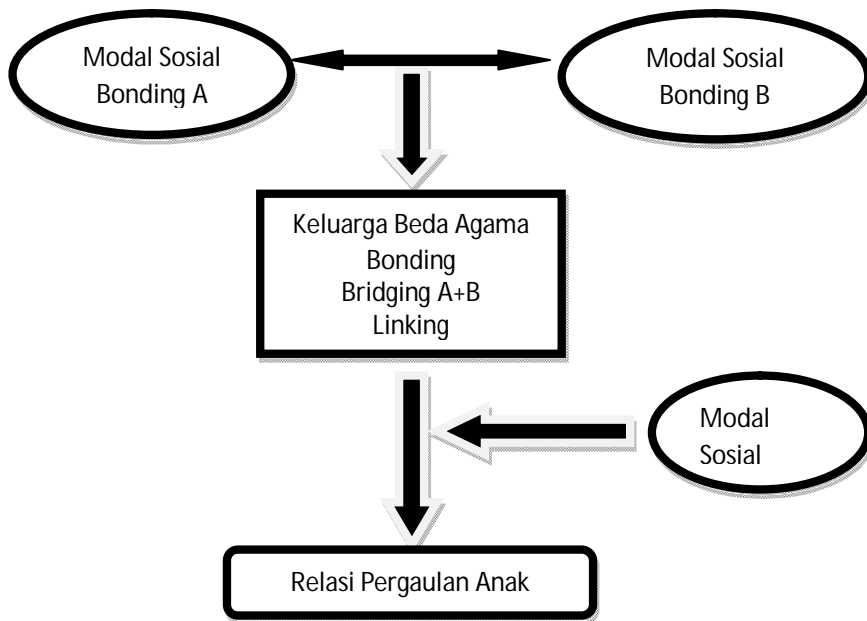 Modal Sosial
Bonding A
Modal Sosial
Bonding B
Keluarga Beda Agama
Bonding
Bridging A+B
Linking
Modal
Sosial
Relasi Pergaulan Anak